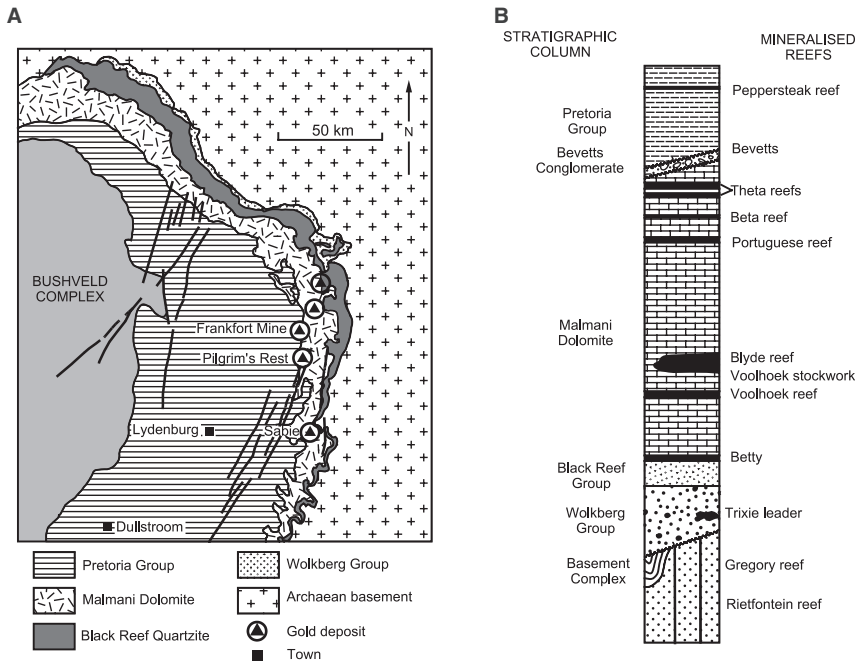 A
50 km
N
BUSHVELD
COMPLEX
Frankfort Mine
Pilgrim's Rest
Lydenburg
Sabie
Dullstroom
Pretoria Group
Malmani Dolomite
Black Reef Quartzite
Wolkberg Group
Archaean basement
Gold deposit
Town
B
STRATIGRAPHIC
COLUMN
MINERALISED
REEFS
Peppersteak reef
Pretoria
Group
Bevetts
Bevetts
Conglomerate
Theta reefs
Beta reef
Portuguese reef
Malmani
Dolomite
Blyde reef
Voolhoek stockwork
Voolhoek reef
Betty
Black Reef
Group
Trixie leader
Wolkberg
Group
Basement
Complex
Gregory reef
Rietfontein reef